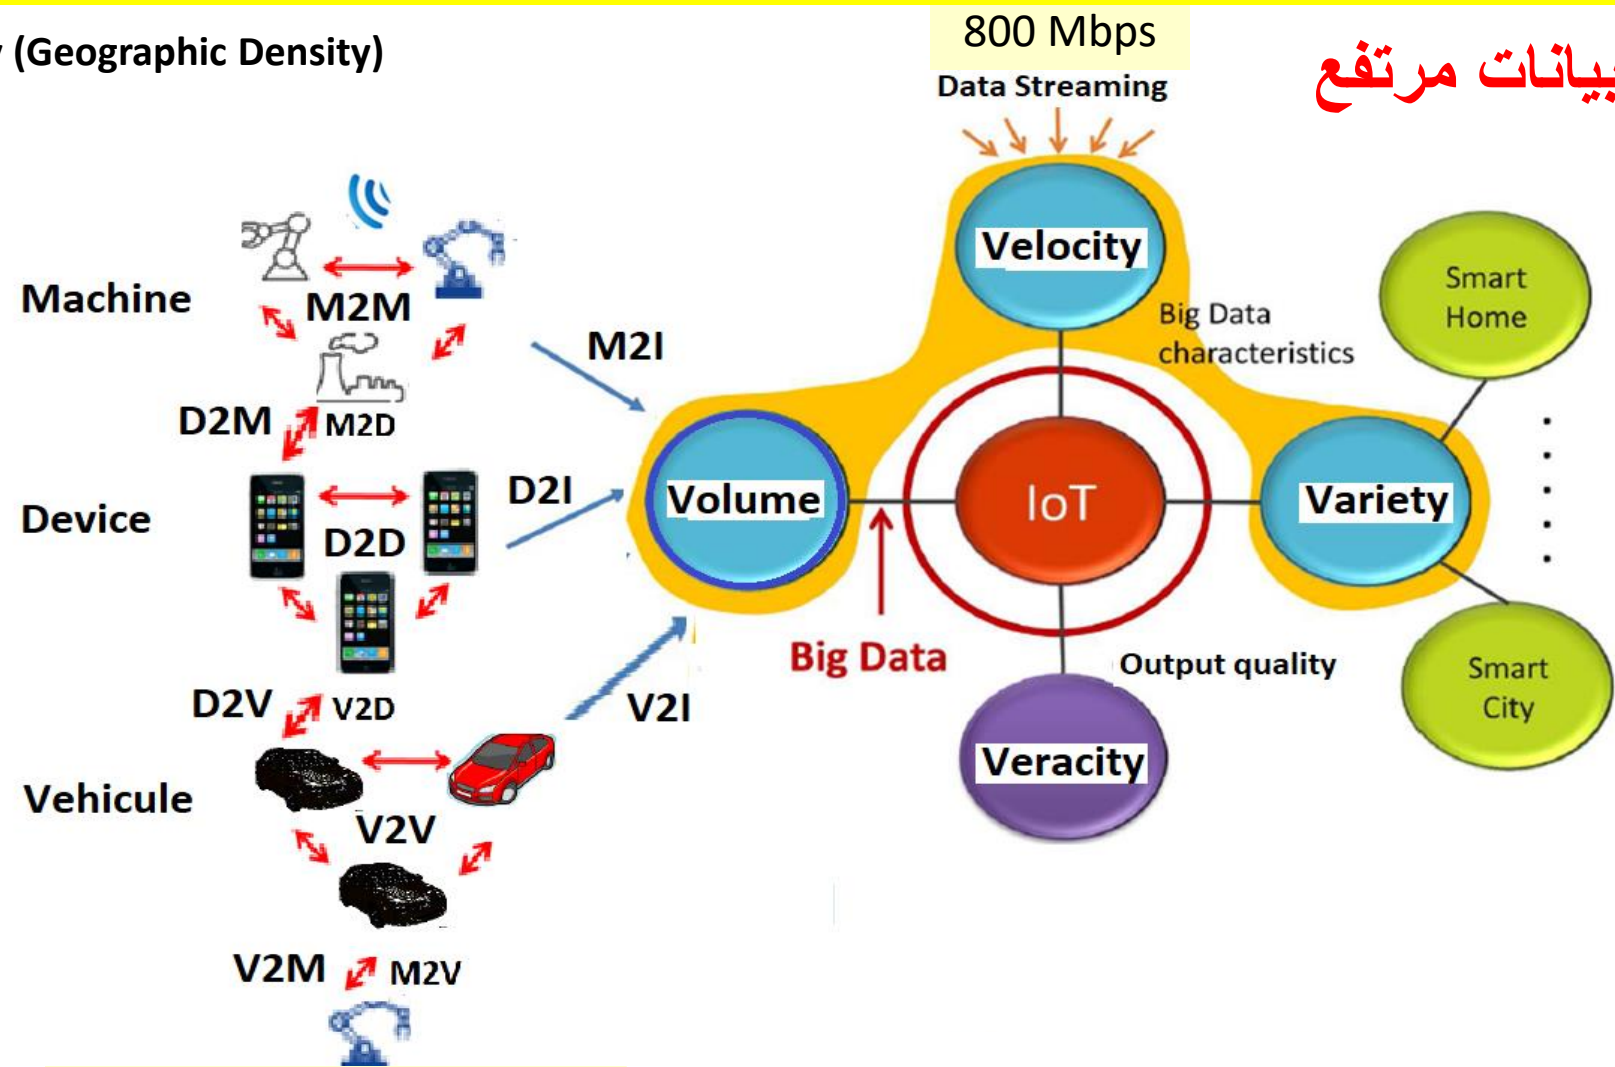 (Geographic Density)
800 Mbps
بيانات مرتفع
Data Streaming
Velocity
Machine
M2M
M2I
Big Data
characteristics
Smart
Home
D2M
M2D
Device
D2D
D2I
Volume
IoT
Variety
Big Data
Output quality
D2V
V2D
V2I
Smart
City
Vehicule
V2V
Veracity
V2M
M2V